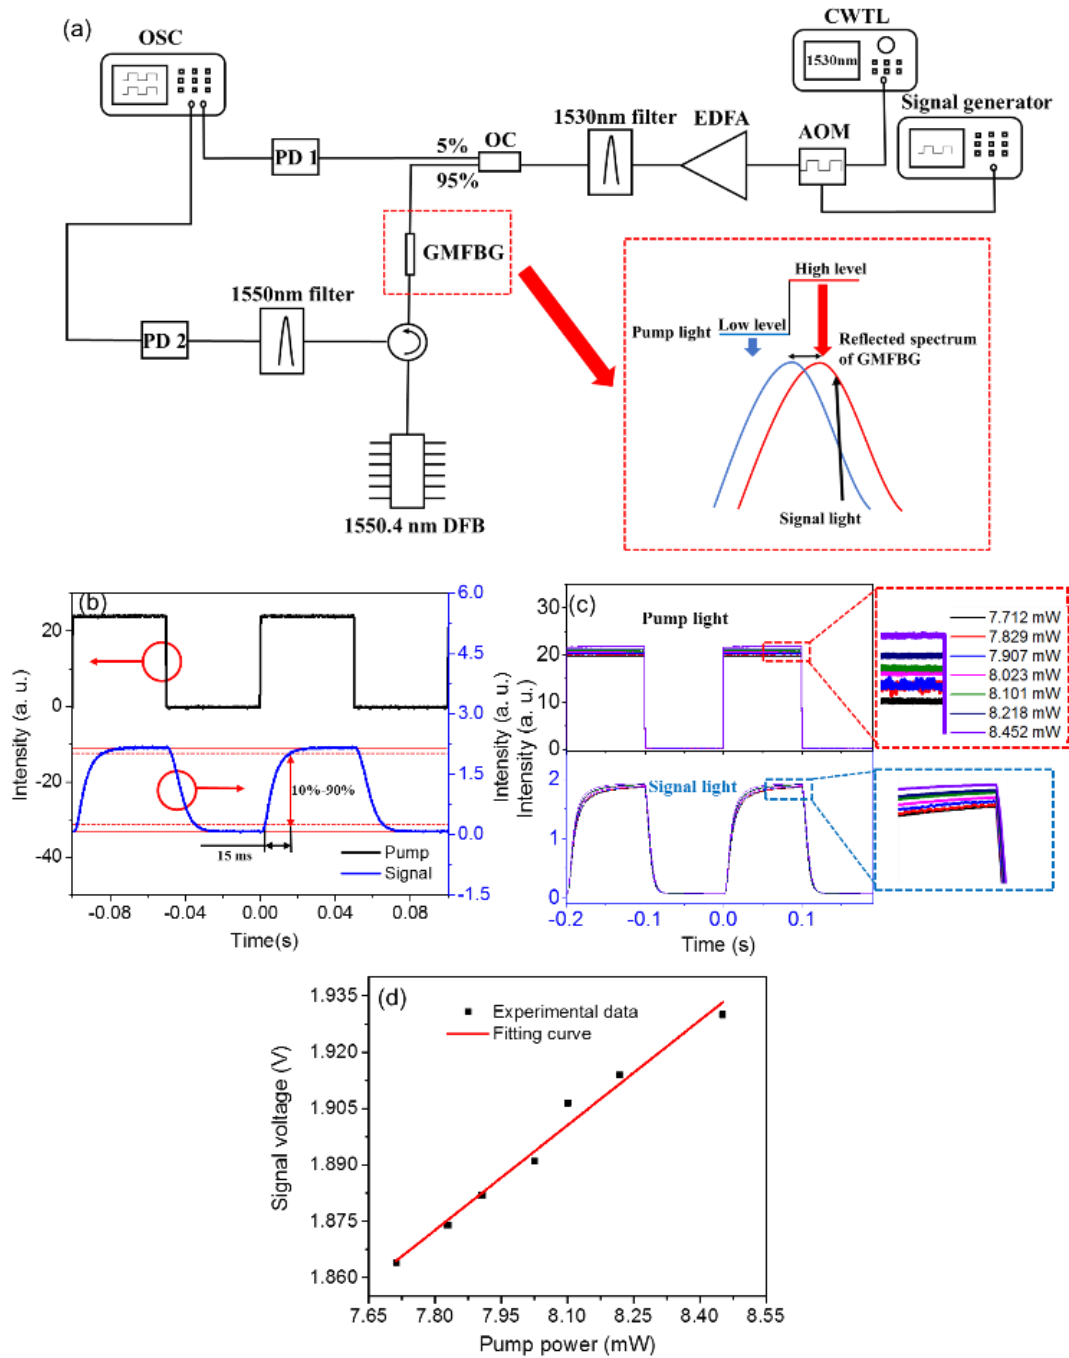 (a)
OSC
CWTL
1530nm
Signal generator
1530nm filter
EDFA
AOM
PD 1
5%
OC
95%
GMFBG
1550nm filter
PD 2
1550.4 nm DFB
High level
Pump light
Low level
Reflected spectrum
of GMFBG
Signal light
(b)
20
0
-20
-40
Intensity (a. u.)
6.0
4.5
3.0
1.5
0.0
-1.5
Intensity (a. u.)
10%-90%
15 ms
Pump
Signal
-0.08
-0.04
0.00
0.04
0.08
Time(s)
(c)
30
20
10
0
Pump light
Intensity (a. u.)
2
1
0
Signal light
-0.2
-0.1
0.0
0.1
Time (s)
7.712 mW
7.829 mW
7.907 mW
8.023 mW
8.101 mW
8.218 mW
8.452 mW
(d)
Experimental data
Fitting curve
1.935
1.920
1.905
1.890
1.875
1.860
Signal voltage (V)
7.65
7.80
7.95
8.10
8.25
8.40
8.55
Pump power (mW)